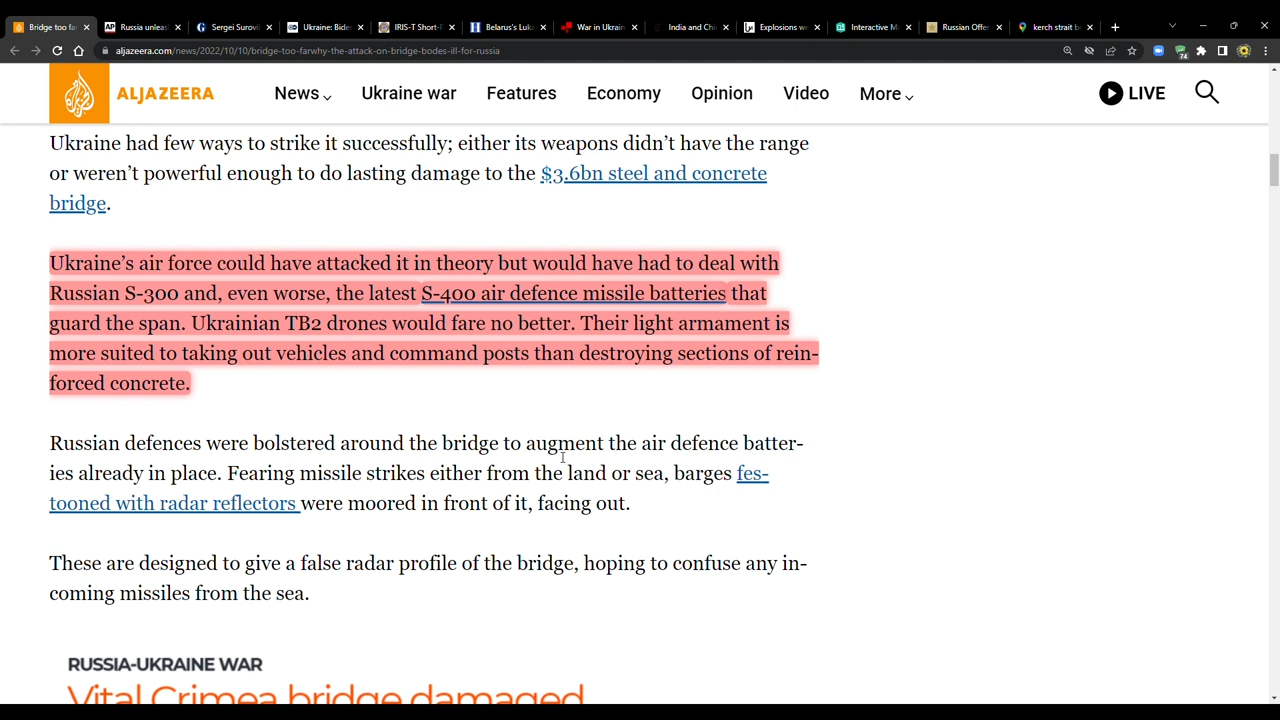 Bridge too fa
Russia unleas
Sergei Surovi
Ukraine: Bide
IRIS-T Short-R
Belarus's Luka
War in Ukrain
India and Chi
Explosions we
Interactive M
Russian Offen
kerch strait b
aljazeera.com/news/2022/10/10/bridge-too-farwhy-the-attack-on-bridge-bodes-ill-for-russia
74
ALJAZEERA
News
Ukraine war
Features
Economy
Opinion
Video
More
LIVE
Ukraine had few ways to strike it successfully; either its weapons didn't have the range
or weren't powerful enough to do lasting damage to the $3.6bn steel and concrete
bridge.
Ukraine's air force could have attacked it in theory but would have had to deal with
Russian S-300 and, even worse, the latest S-400 air defence missile batteries that
guard the span. Ukrainian TB2 drones would fare no better. Their light armament is
more suited to taking out vehicles and command posts than destroying sections of rein-
forced concrete.
Russian defences were bolstered around the bridge to augment the air defence batter-
ies already in place. Fearing missile strikes either from the land or sea, barges fes-
tooned with radar reflectors were moored in front of it, facing out.
These are designed to give a false radar profile of the bridge, hoping to confuse any in-
coming missiles from the sea.
RUSSIA-UKRAINE WAR
Vital Crimea bridge damaged